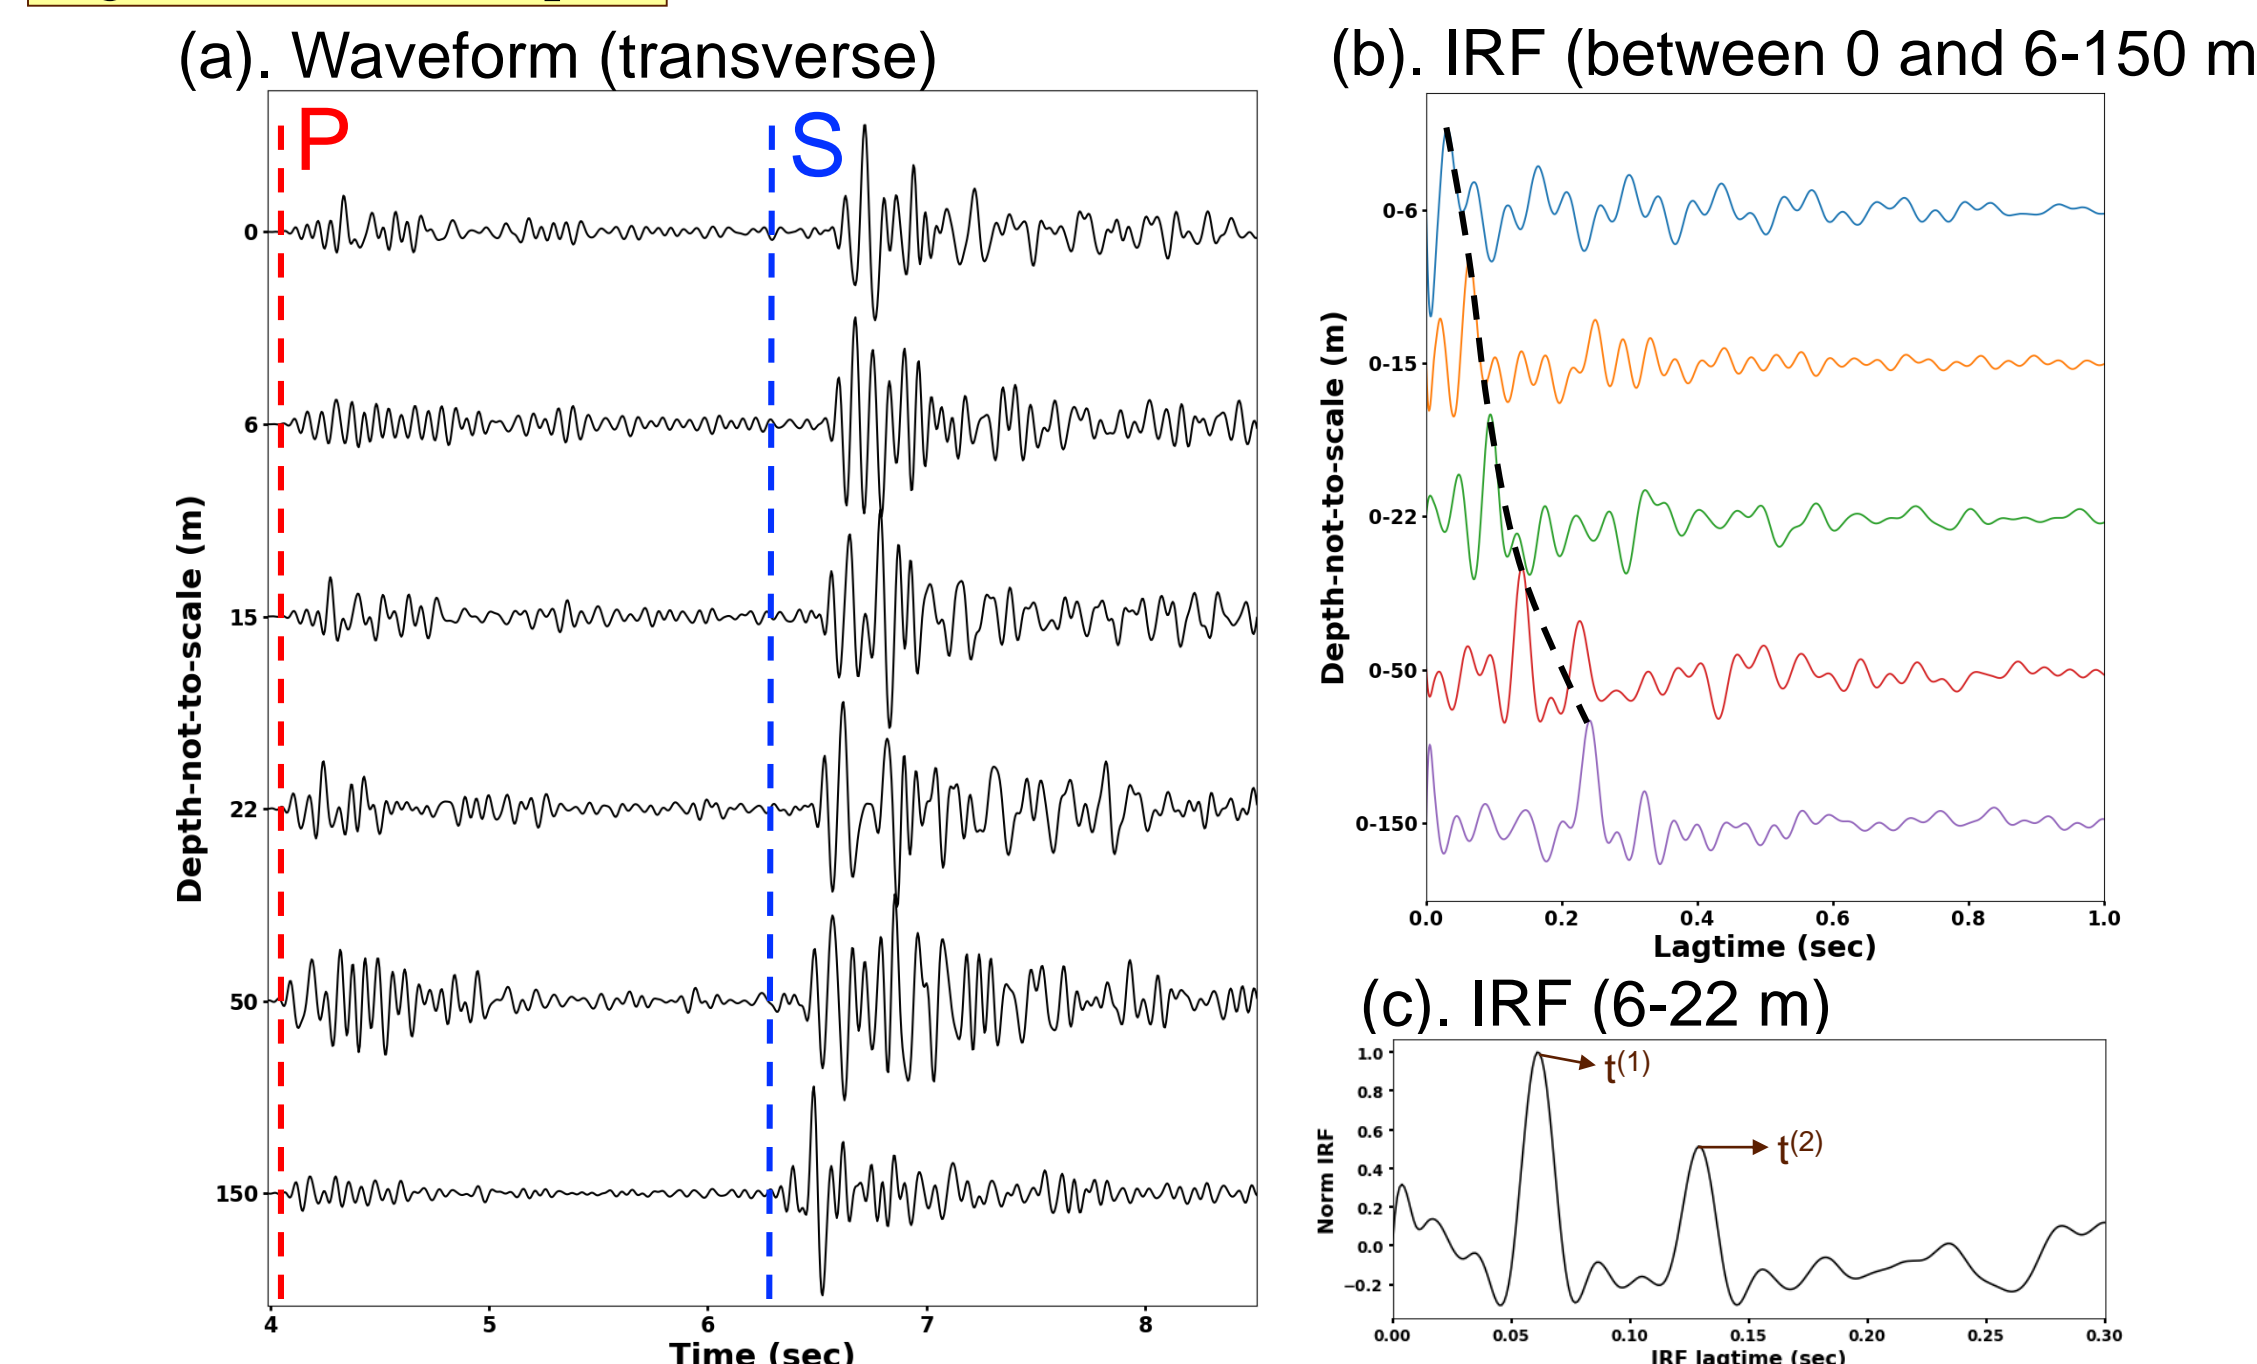 (a). Waveform (transverse)
P
S
0
6
15
22
50
150
Depth-not-to-scale (m)
4 5 6 7 8
Time (sec)
(b). IRF (between 0 and 6-150 m
0-6
0-15
0-22
0-50
0-150
Depth-not-to-scale (m)
0.0 0.2 0.4 0.6 0.8 1.0
Lagtime (sec)
(c). IRF (6-22 m)
1.0
0.8
0.6
0.4
0.2
0.0
−0.2
Norm IRF
t(1)
t(2)
0.00 0.05 0.10 0.15 0.20 0.25 0.30
IRF lagtime (sec)